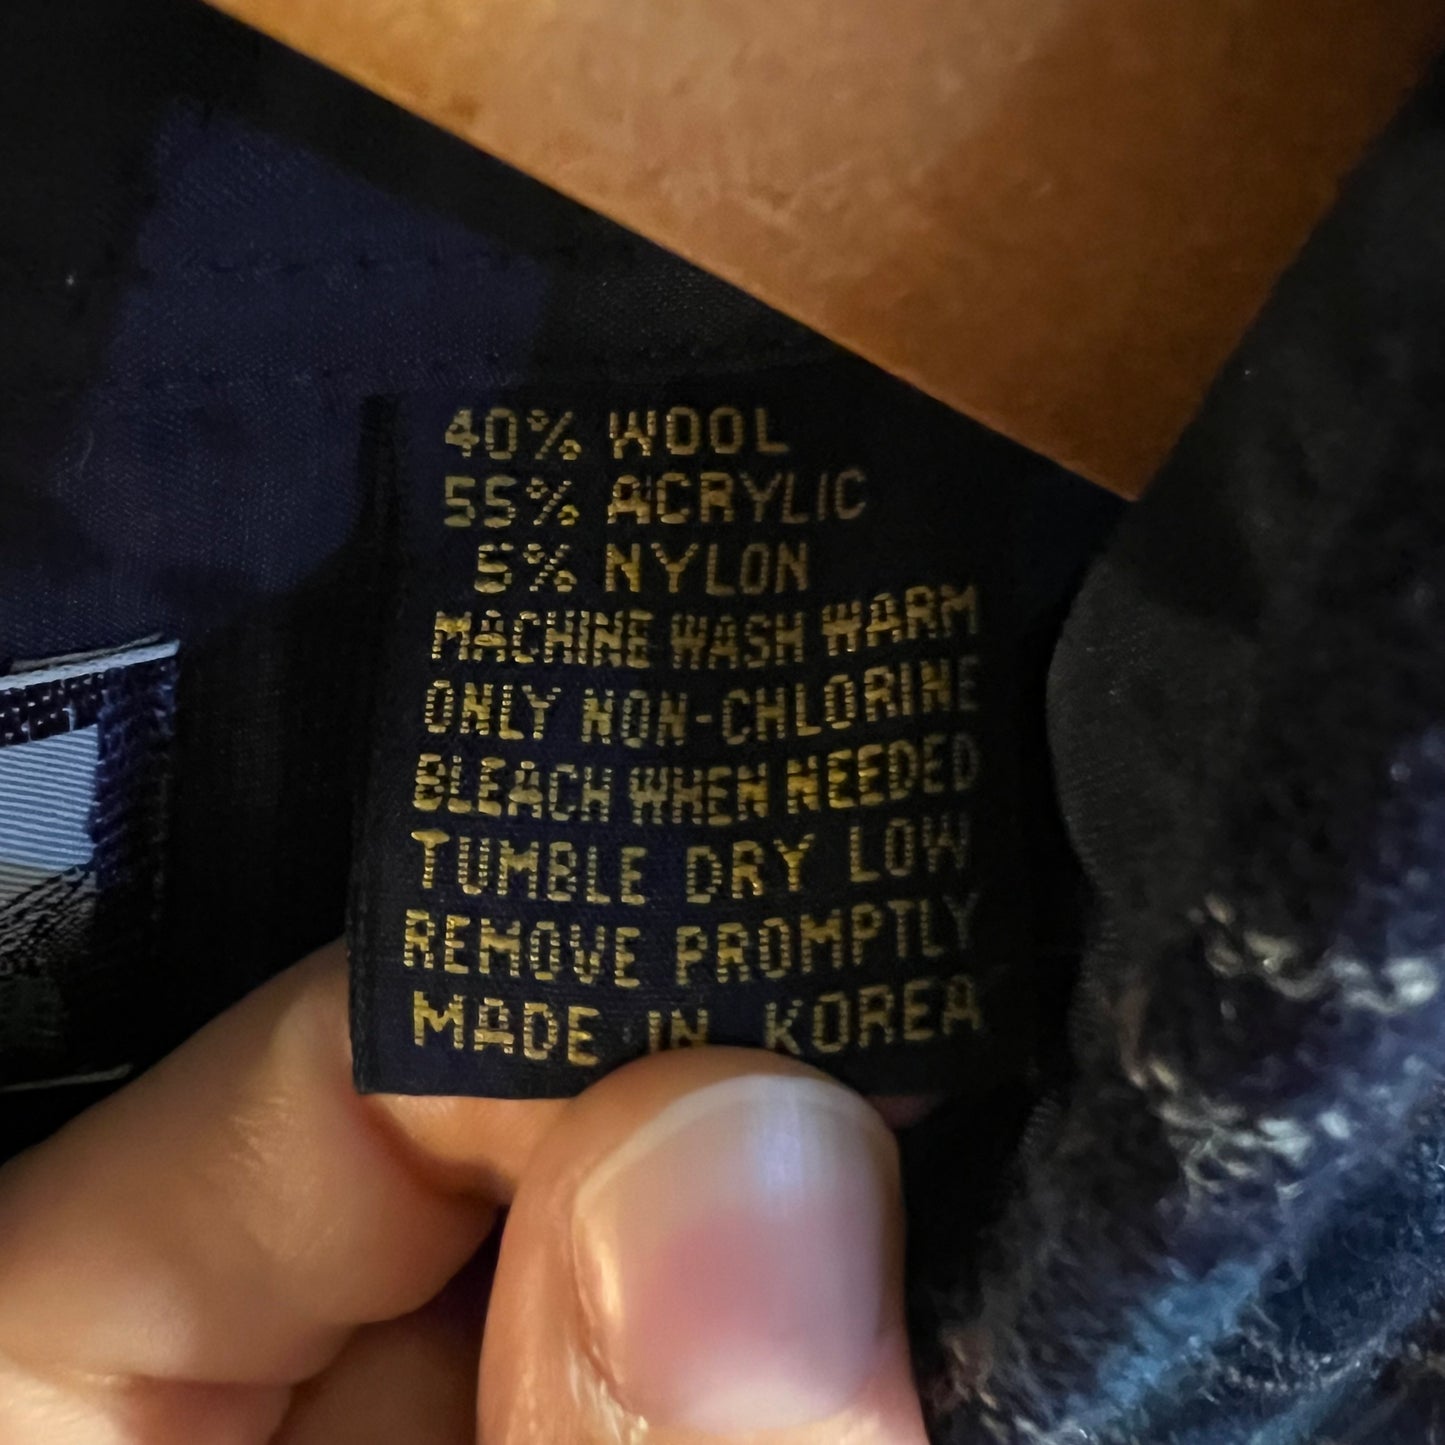 40% WOOL
55% ACRYLIC
5% NYLON
MACHINE WASH WARM
ONLY NON-CHLORINE
BLEACH WHEN NEEDED
TUMBLE DRY LOW
REMOVE PROMPTLY
MADE IN KOREA